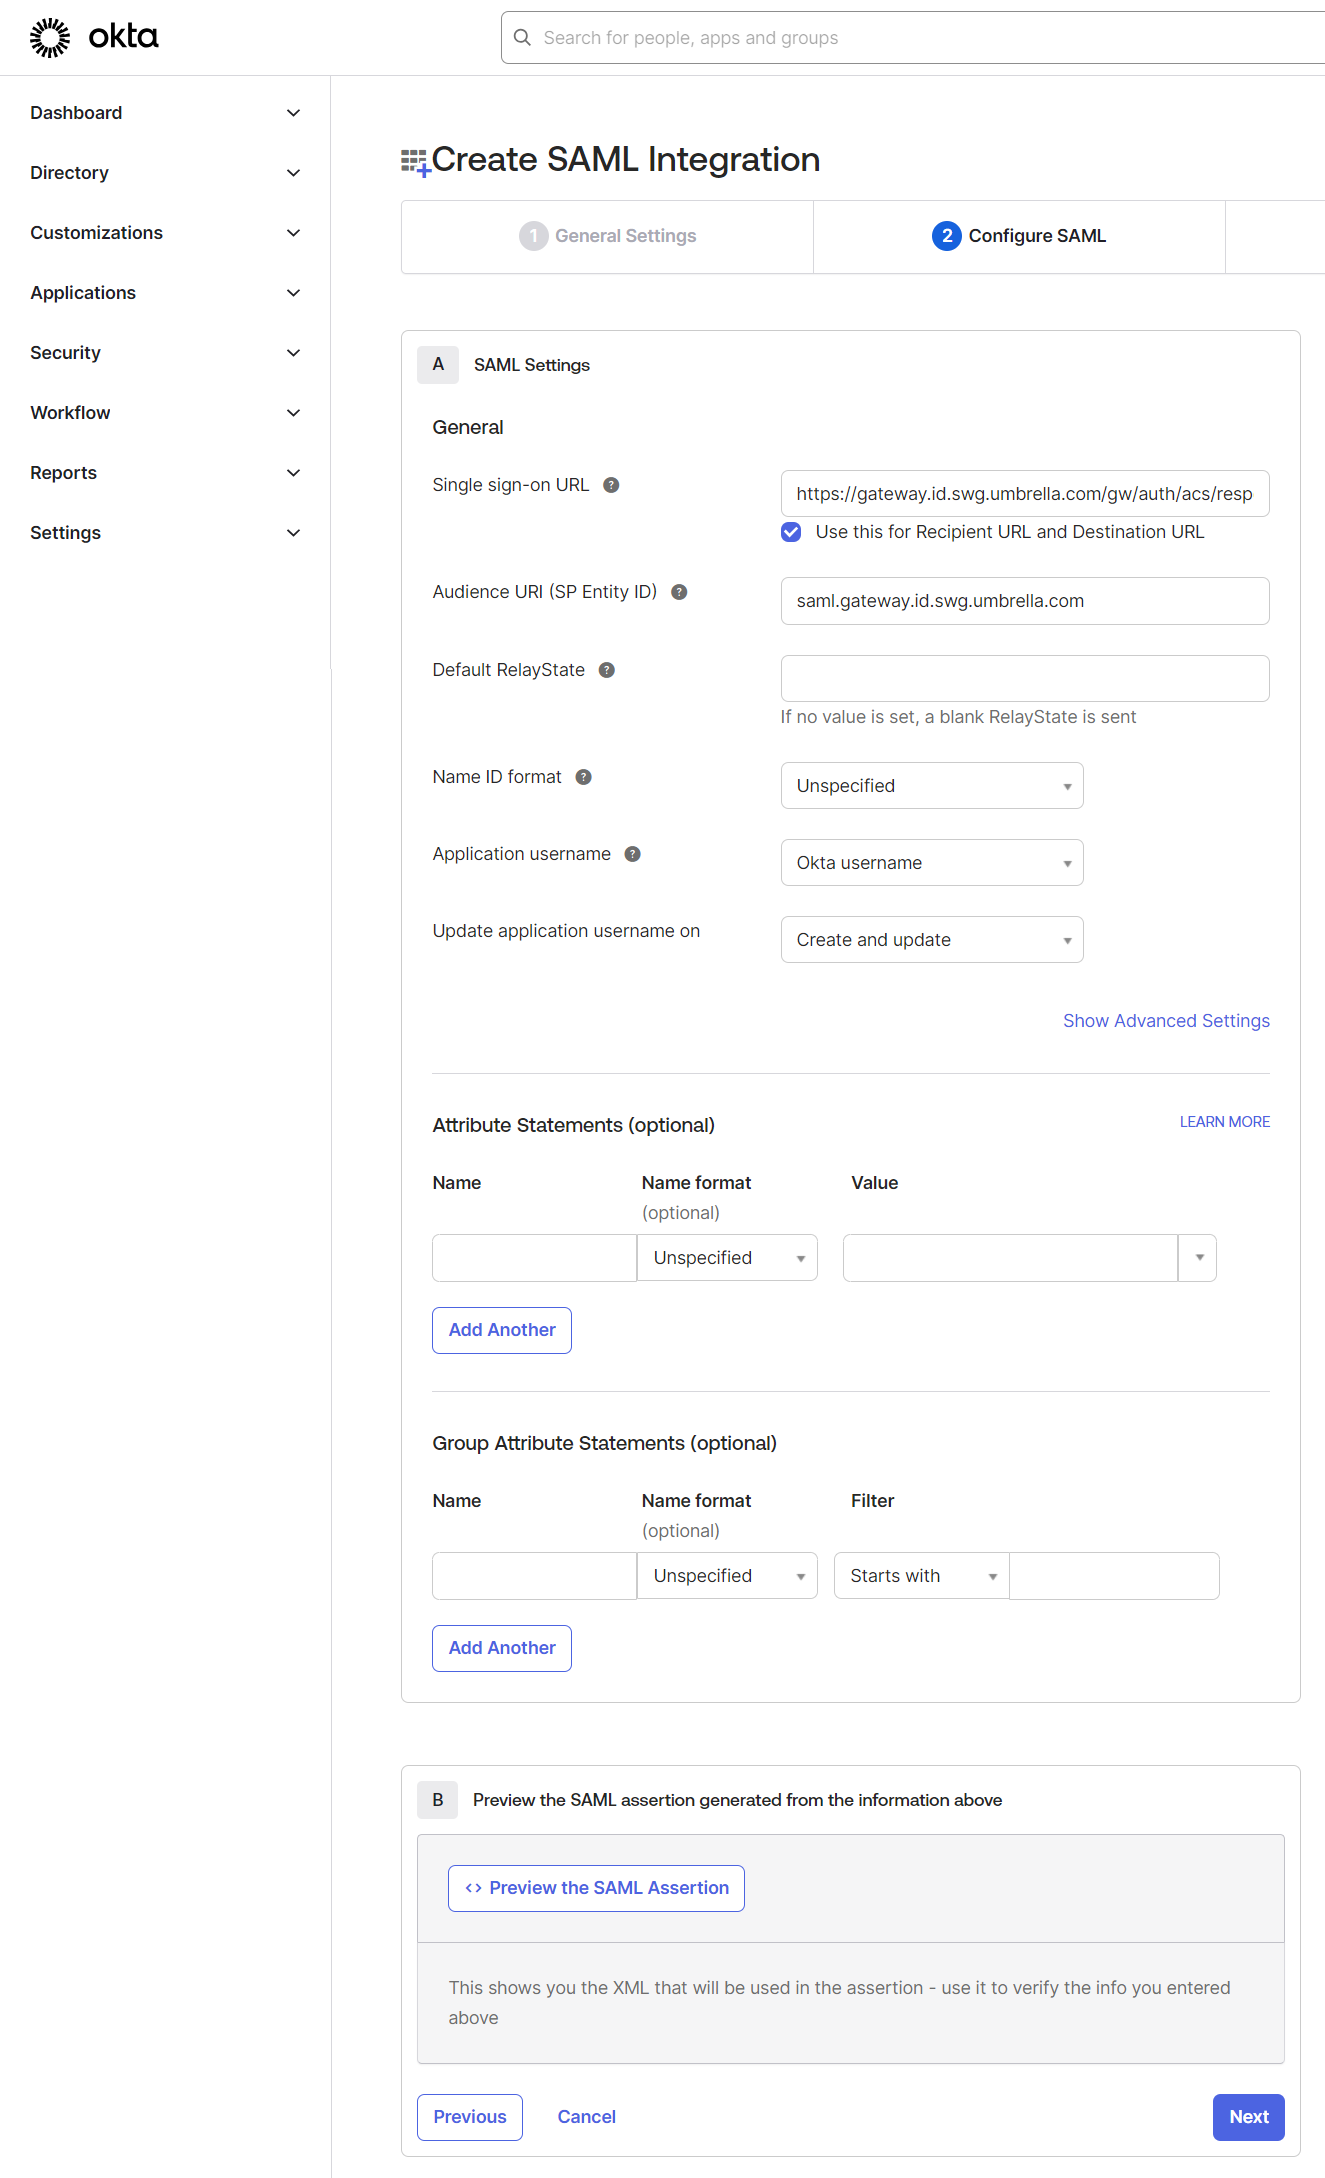 okta
Search for people, apps and groups
Dashboard
Directory
Customizations
Applications
Security
Workflow
Reports
Settings
Create SAML Integration
1 General Settings
2 Configure SAML
A SAML Settings
General
Single sign-on URL ?
https://gateway.id.swg.umbrella.com/gw/auth/acs/resp
Use this for Recipient URL and Destination URL
Audience URI (SP Entity ID) ?
saml.gateway.id.swg.umbrella.com
Default RelayState ?
If no value is set, a blank RelayState is sent
Name ID format ?
Unspecified
Application username ?
Okta username
Update application username on
Create and update
Show Advanced Settings
Attribute Statements (optional)
LEARN MORE
Name Name format Value
(optional)
Unspecified
Add Another
Group Attribute Statements (optional)
Name Name format Filter
(optional)
Unspecified Starts with
Add Another
B Preview the SAML assertion generated from the information above
<> Preview the SAML Assertion
This shows you the XML that will be used in the assertion - use it to verify the info you entered
above
Previous Cancel Next